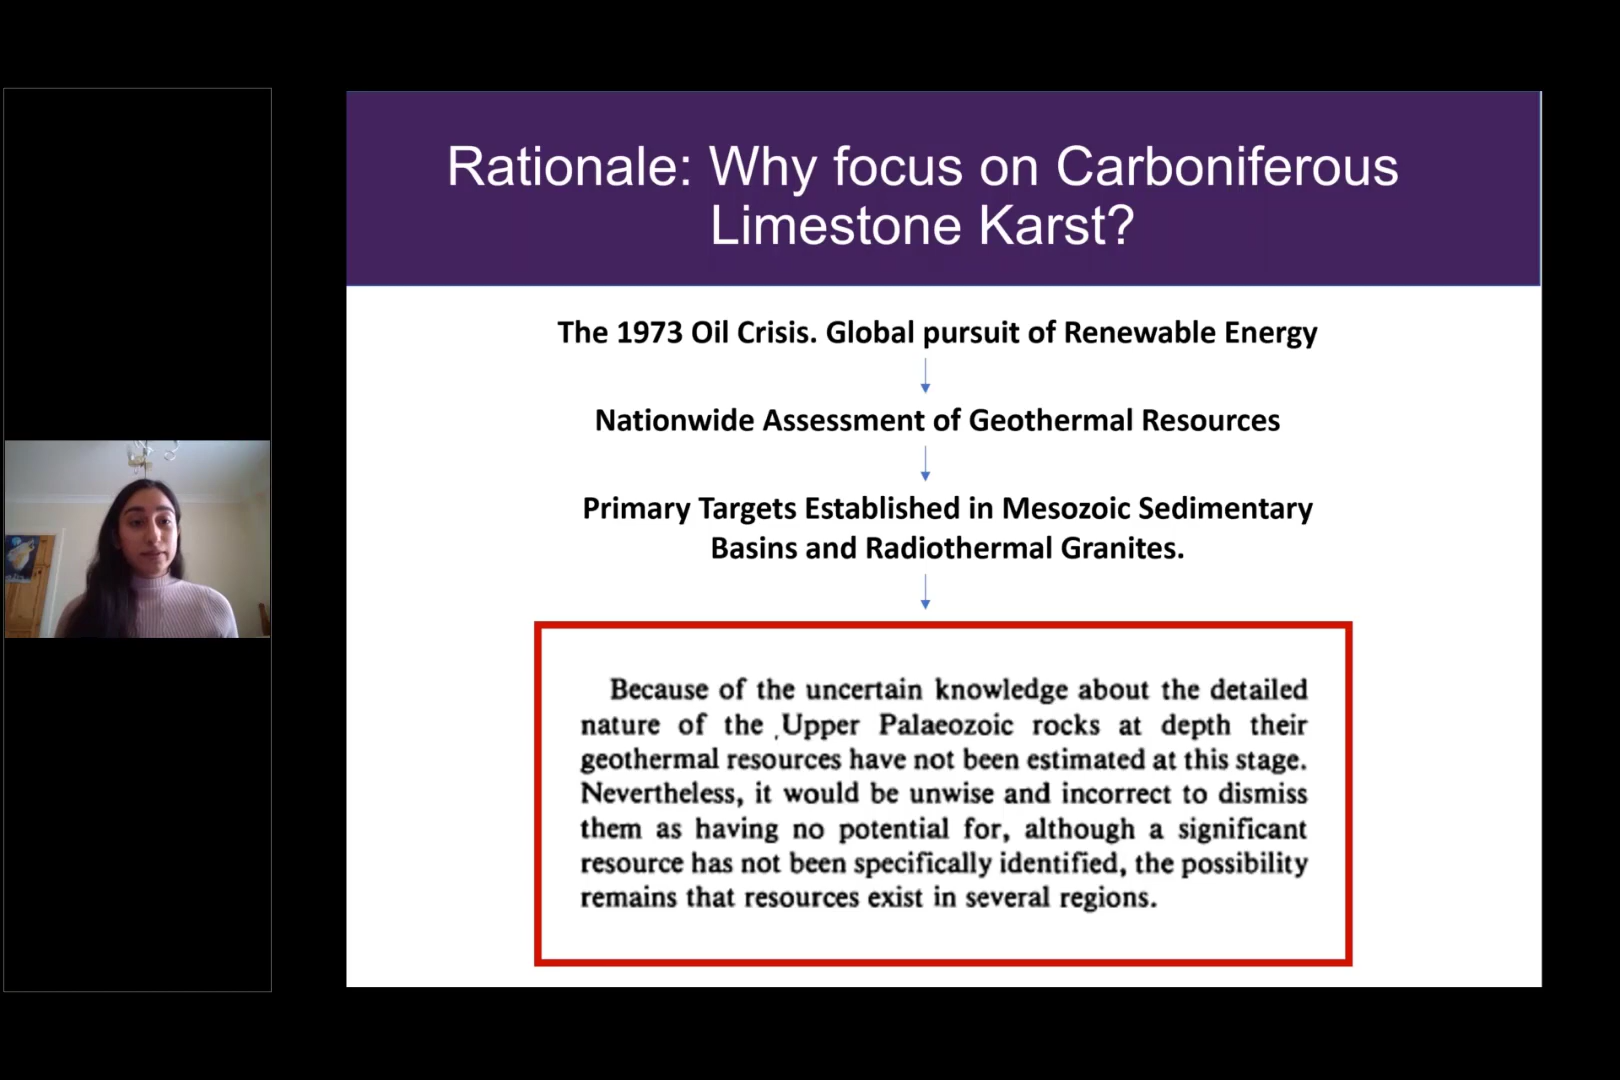 Rationale: Why focus on Carboniferous
Limestone Karst?
The 1973 Oil Crisis. Global pursuit of Renewable Energy
Nationwide Assessment of Geothermal Resources
Primary Targets Established in Mesozoic Sedimentary
Basins and Radiothermal Granites.
Because of the uncertain knowledge about the detailed
nature of the Upper Palaeozoic rocks at depth their
geothermal resources have not been estimated at this stage.
Nevertheless, it would be unwise and incorrect to dismiss
them as having no potential for, although a significant
resource has not been specifically identified, the possibility
remains that resources exist in several regions.